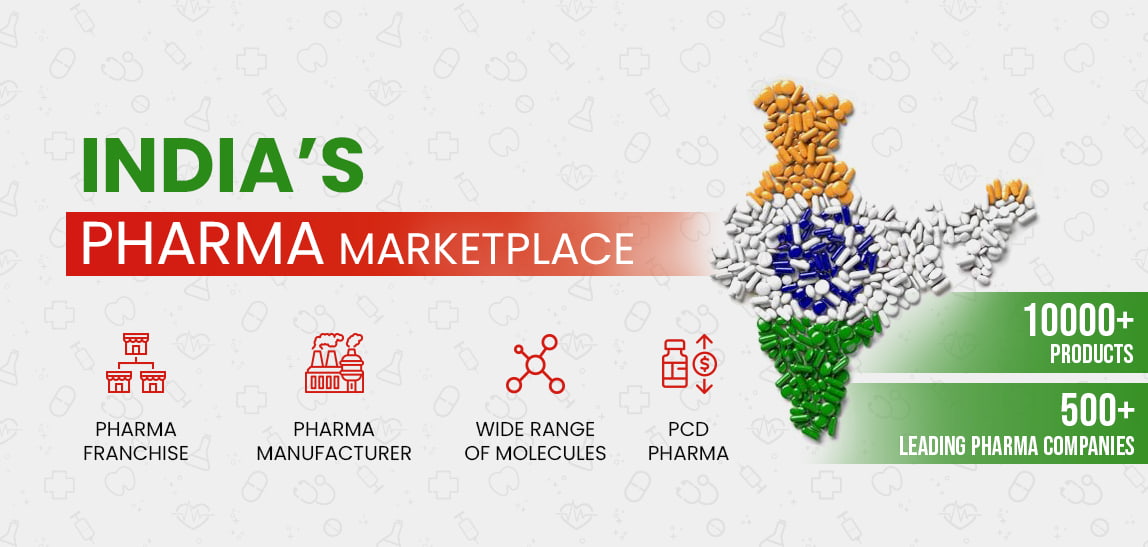 INDIA'S
PHARMA MARKETPLACE
PHARMA
FRANCHISE
PHARMA
MANUFACTURER
WIDE RANGE
OF MOLECULES
PCD
PHARMA
10000+
PRODUCTS
500+
LEADING PHARMA COMPANIES